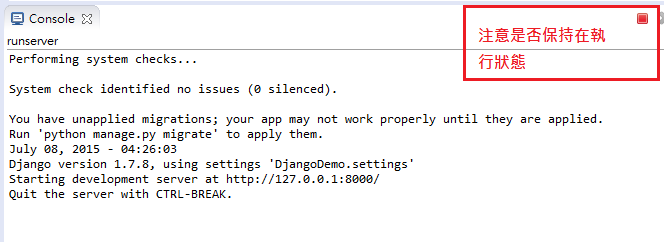 Console
注意是否保持在執
行狀態
runserver
Performing system checks...
System check identified no issues (0 silenced).
You have unapplied migrations; your app may not work properly until they are applied.
Run 'python manage.py migrate' to apply them.
July 08, 2015 - 04:26:03
Django version 1.7.8, using settings 'DjangoDemo.settings'
Starting development server at http://127.0.0.1:8000/
Quit the server with CTRL-BREAK.